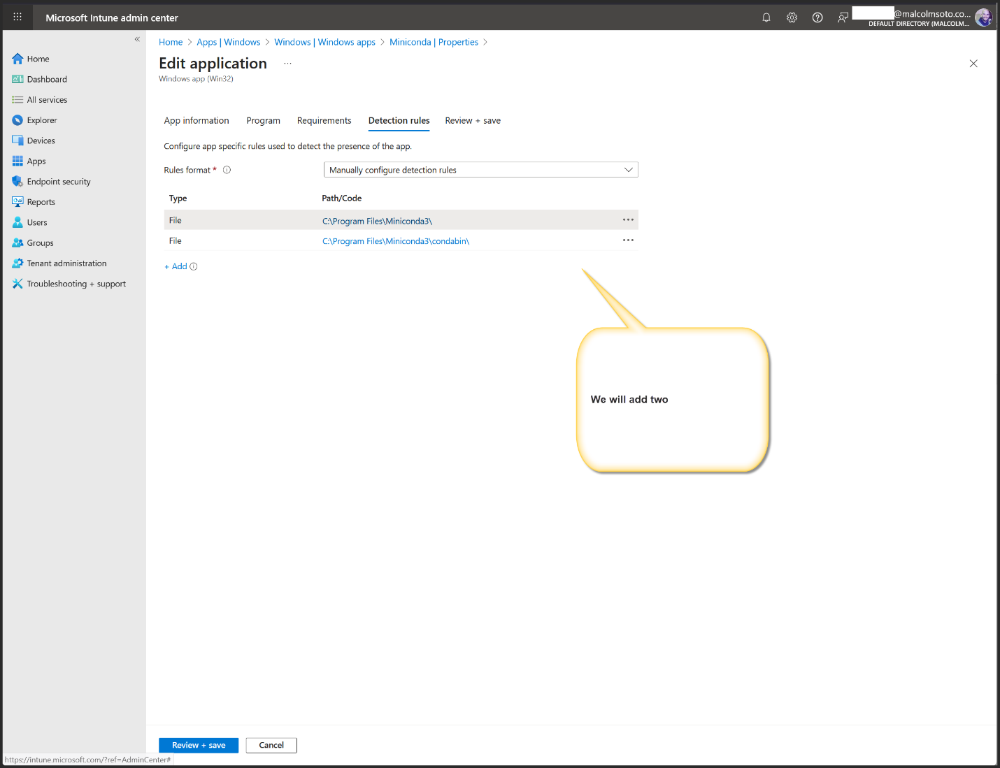 Microsoft Intune admin center
@malcolmsoto.co...
DEFAULT DIRECTORY (MALCOLM...
Home
Dashboard
All services
Explorer
Devices
Apps
Endpoint security
Reports
Users
Groups
Tenant administration
Troubleshooting + support
Home > Apps | Windows > Windows | Windows apps > Miniconda | Properties >
Edit application ...
Windows app (Win32)
App information Program Requirements Detection rules Review + save
Configure app specific rules used to detect the presence of the app.
Rules format * Manually configure detection rules
Type Path/Code
File C:\Program Files\Miniconda3\ ...
File C:\Program Files\Miniconda3\condabin\ ...
+ Add
We will add two
Review + save Cancel
https://intune.microsoft.com/?ref=AdminCenter#